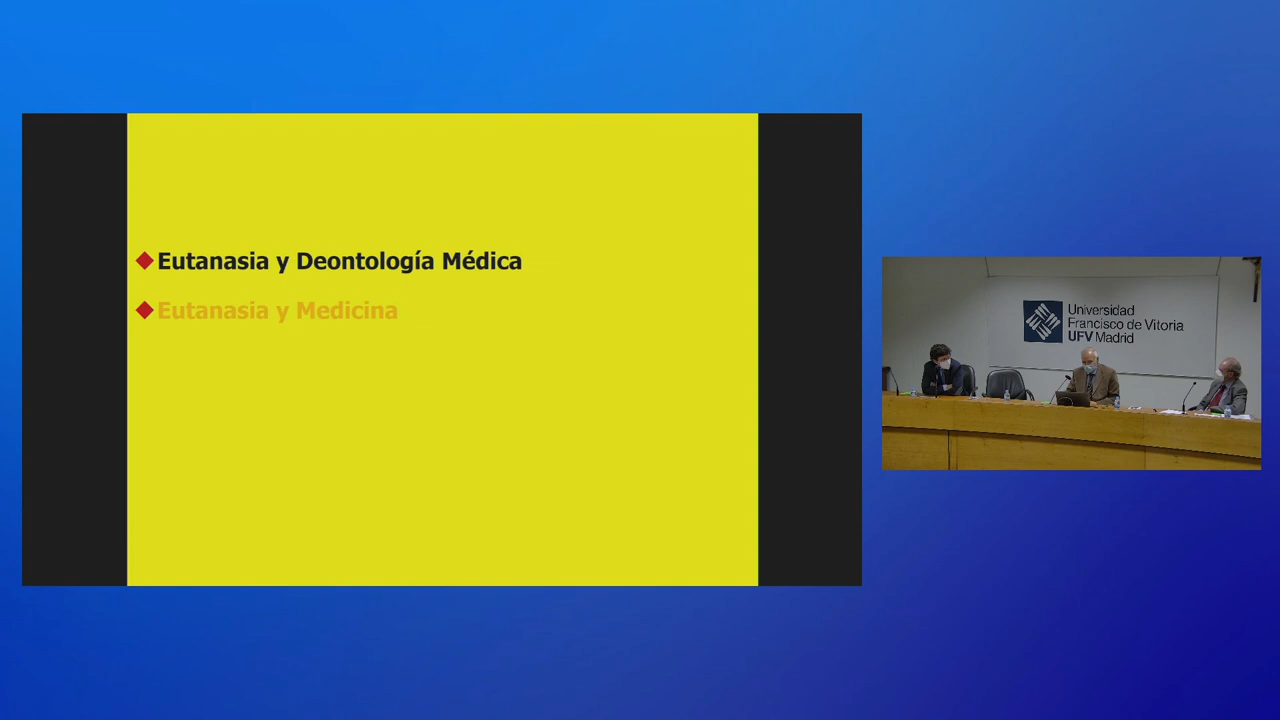 Eutanasia y Deontología Médica
Eutanasia y Medicina
Universidad
Francisco de Vitoria
UFV Madrid